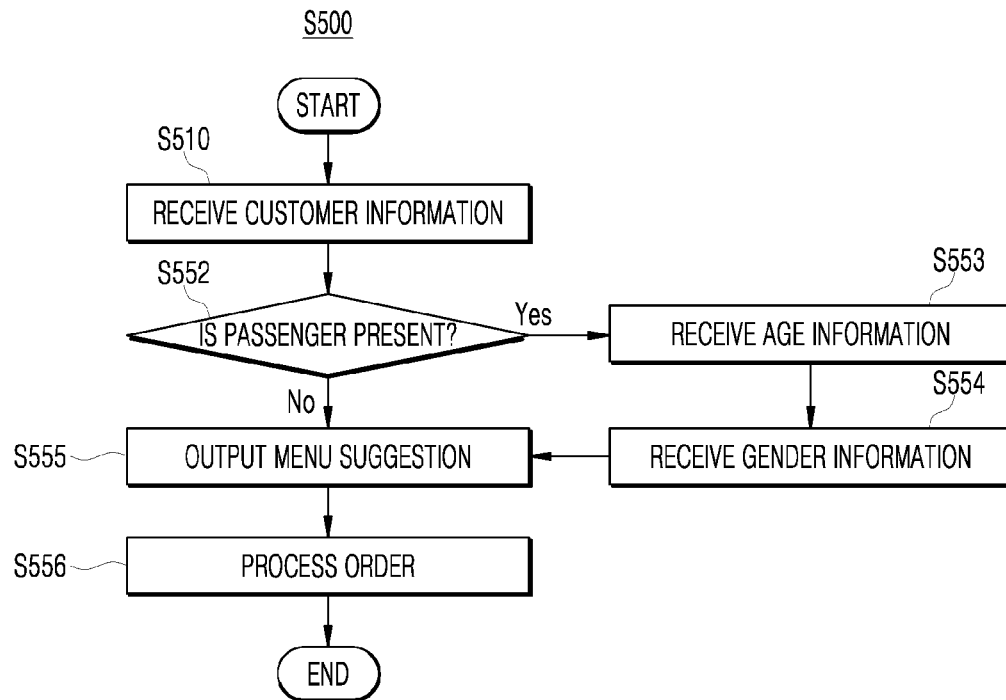 S500
START
S510
RECEIVE CUSTOMER INFORMATION
S552
IS PASSENGER PRESENT?
Yes
S553
RECEIVE AGE INFORMATION
No
S554
RECEIVE GENDER INFORMATION
S555
OUTPUT MENU SUGGESTION
S556
PROCESS ORDER
END